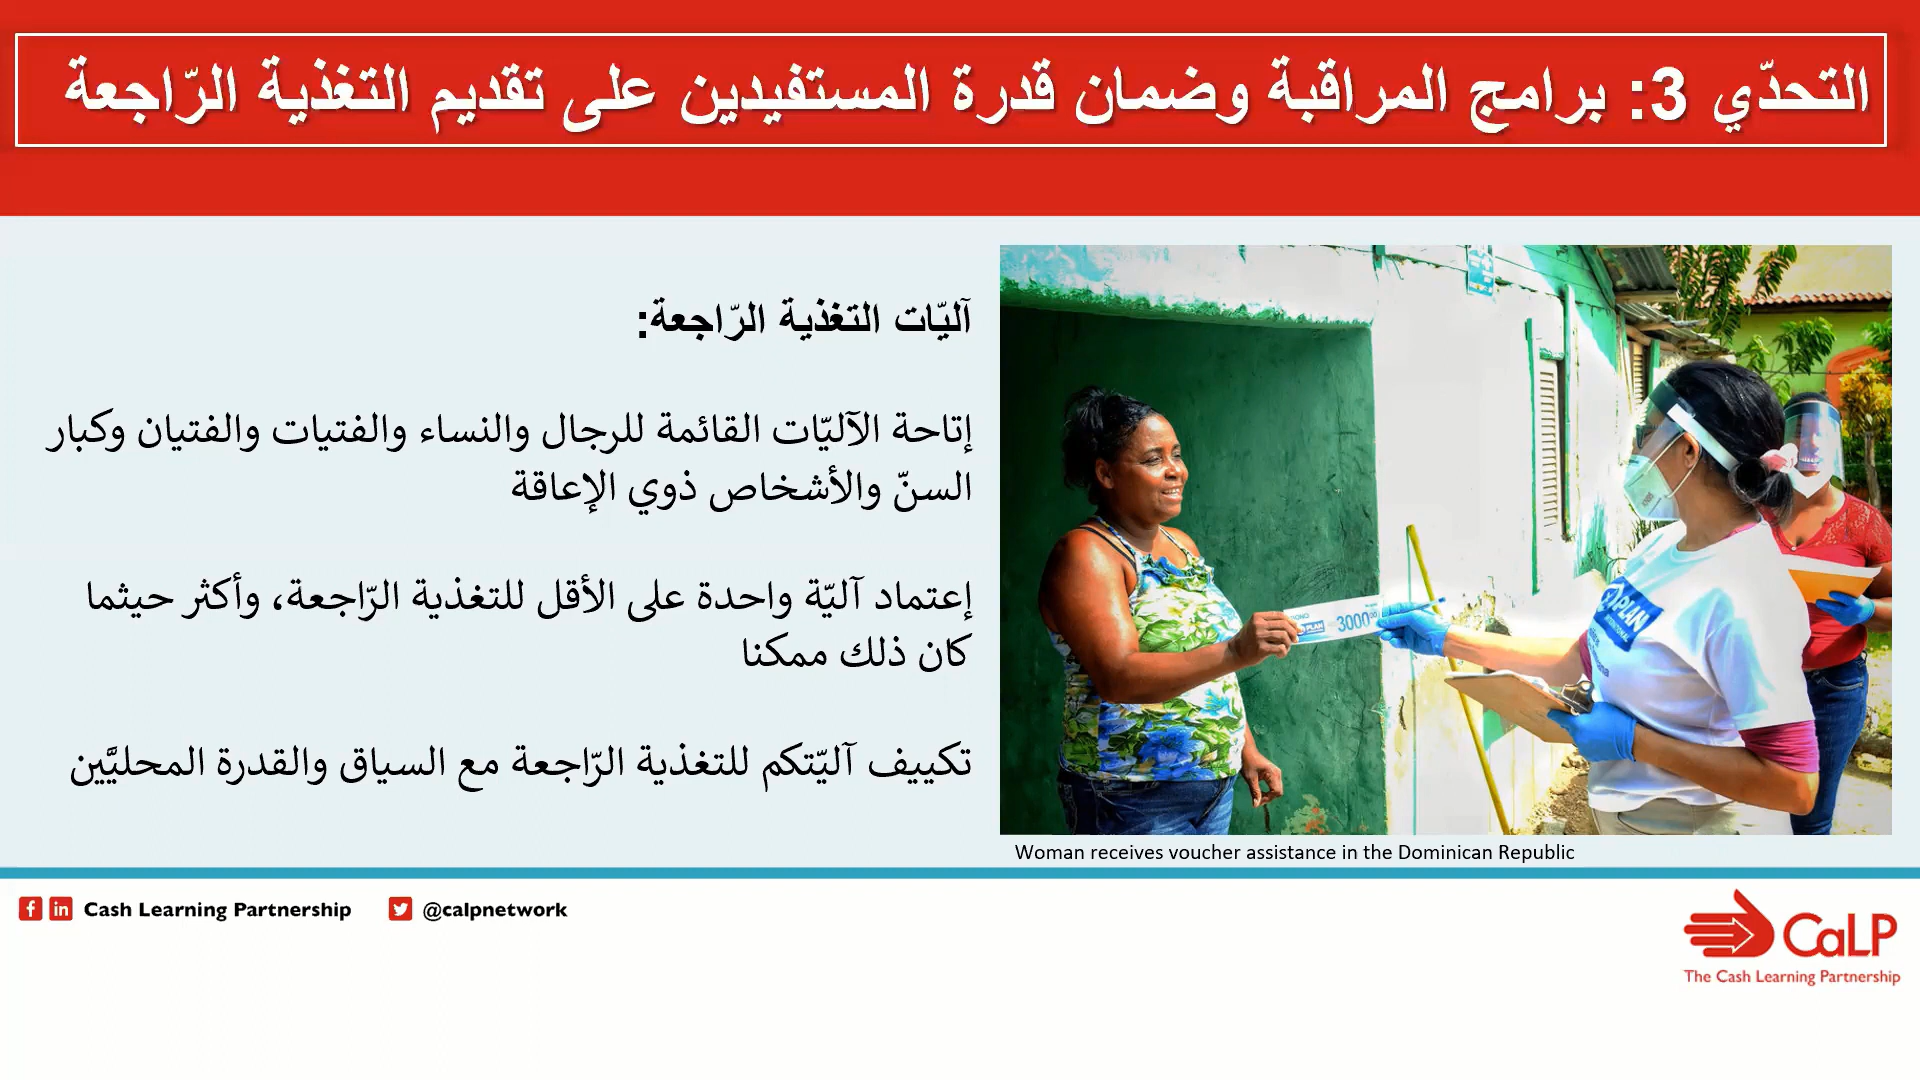 التحدّي 3: برامج المراقبة وضمان قدرة المستفيدين على تقديم التغذية الرّاجعة
آليّات التغذية الرّاجعة:
إتاحة الآليّات القائمة للرجال والنساء والفتيات والفتيان وكبار
السنّ والأشخاص ذوي الإعاقة
إعتماد آليّة واحدة على الأقل للتغذية الرّاجعة، وأكثر حيثما
كان ذلك ممكنا
تكييف آليّتكم للتغذية الرّاجعة مع السياق والقدرة المحليَّين
PLAN
3000
PLAN
Woman receives voucher assistance in the Dominican Republic
Cash Learning Partnership
@calpnetwork
CaLP
The Cash Learning Partnership